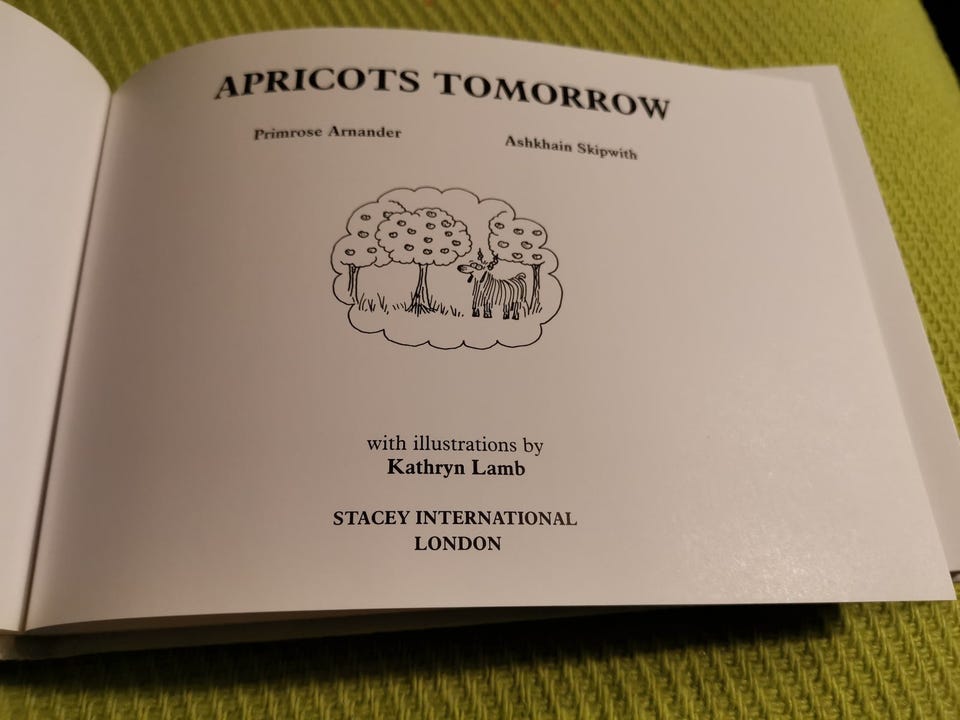 APRICOTS TOMORROW
Primrose Arnander
Ashkhain Skipwith
with illustrations by
Kathryn Lamb
STACEY INTERNATIONAL
LONDON